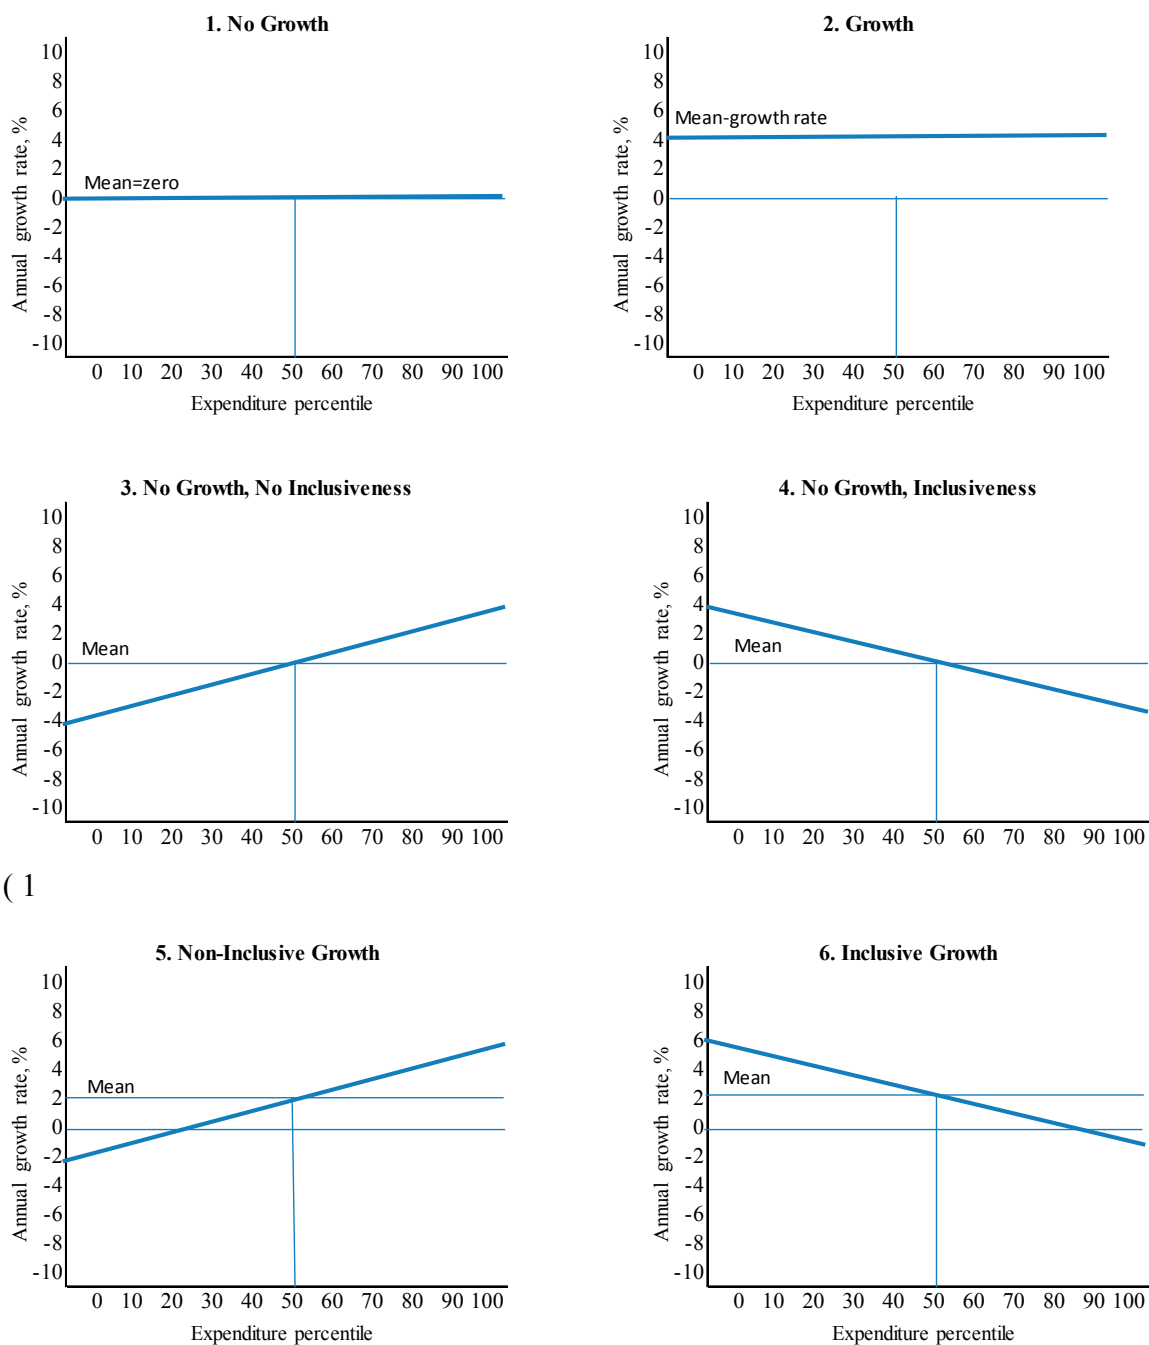 1. No Growth
10
8
6
4
2
0
-2
-4
-6
-8
-10
Annual growth rate, %
Mean=zero
0 10 20 30 40 50 60 70 80 90 100
Expenditure percentile
2. Growth
10
8
6
4
2
0
-2
-4
-6
-8
-10
Annual growth rate, %
Mean-growth rate
0 10 20 30 40 50 60 70 80 90 100
Expenditure percentile
3. No Growth, No Inclusiveness
10
8
6
4
2
0
-2
-4
-6
-8
-10
Annual growth rate, %
Mean
0 10 20 30 40 50 60 70 80 90 100
4. No Growth, Inclusiveness
10
8
6
4
2
0
-2
-4
-6
-8
-10
Annual growth rate, %
Mean
0 10 20 30 40 50 60 70 80 90 100
( 1
5. Non-Inclusive Growth
10
8
6
4
2
0
-2
-4
-6
-8
-10
Annual growth rate, %
Mean
0 10 20 30 40 50 60 70 80 90 100
Expenditure percentile
6. Inclusive Growth
10
8
6
4
2
0
-2
-4
-6
-8
-10
Annual growth rate, %
Mean
0 10 20 30 40 50 60 70 80 90 100
Expenditure percentile